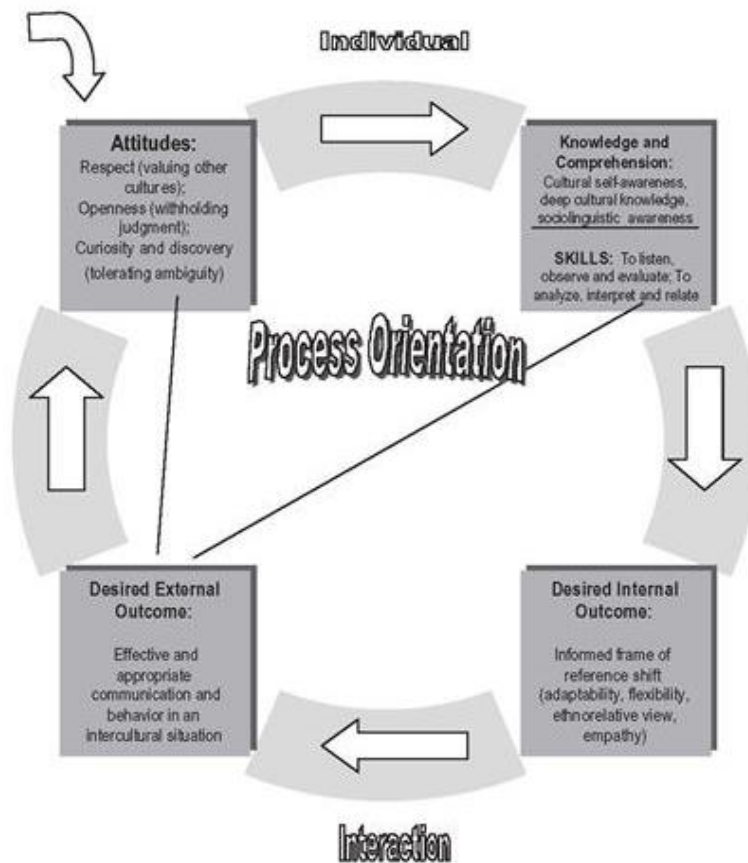 Individual
Attitudes:
Respect (valuing other
cultures);
Openness (withholding
judgment);
Curiosity and discovery
(tolerating ambiguity)
Knowledge and
Comprehension:
Cultural self-awareness,
deep cultural knowledge,
sociolinguistic awareness
SKILLS: To listen,
observe and evaluate; To
analyze, interpret and relate
Process Orientation
Desired External
Outcome:
Effective and
appropriate
communication and
behavior in an
intercultural situation
Desired Internal
Outcome:
Informed frame of
reference shift
(adaptability, flexibility,
ethnorelative view,
empathy)
Interaction